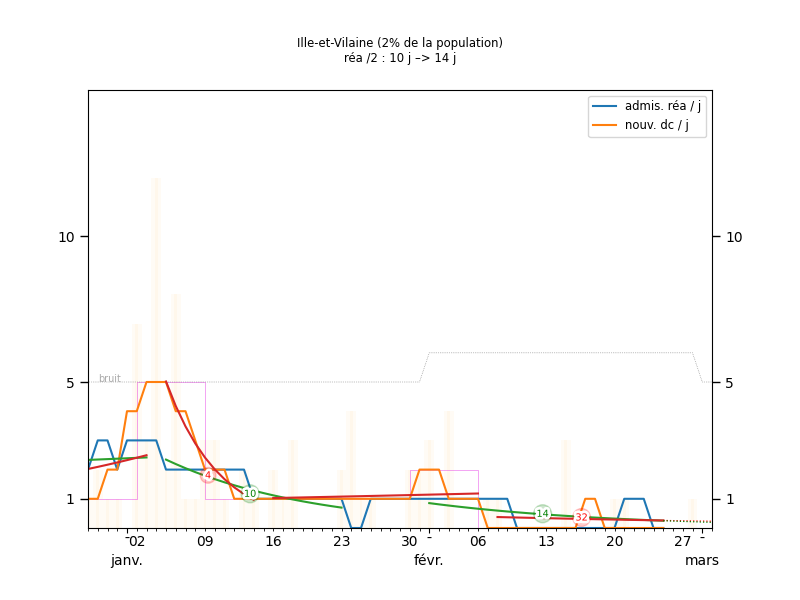 Ille-et-Vilaine (2% de la population)
réa /2 : 10 j –> 14 j
admis. réa / j
nouv. dc / j
10
10
bruit
5
5
4
10
14
32
1
1
02
09
16
23
30
06
13
20
27
janv.
févr.
mars